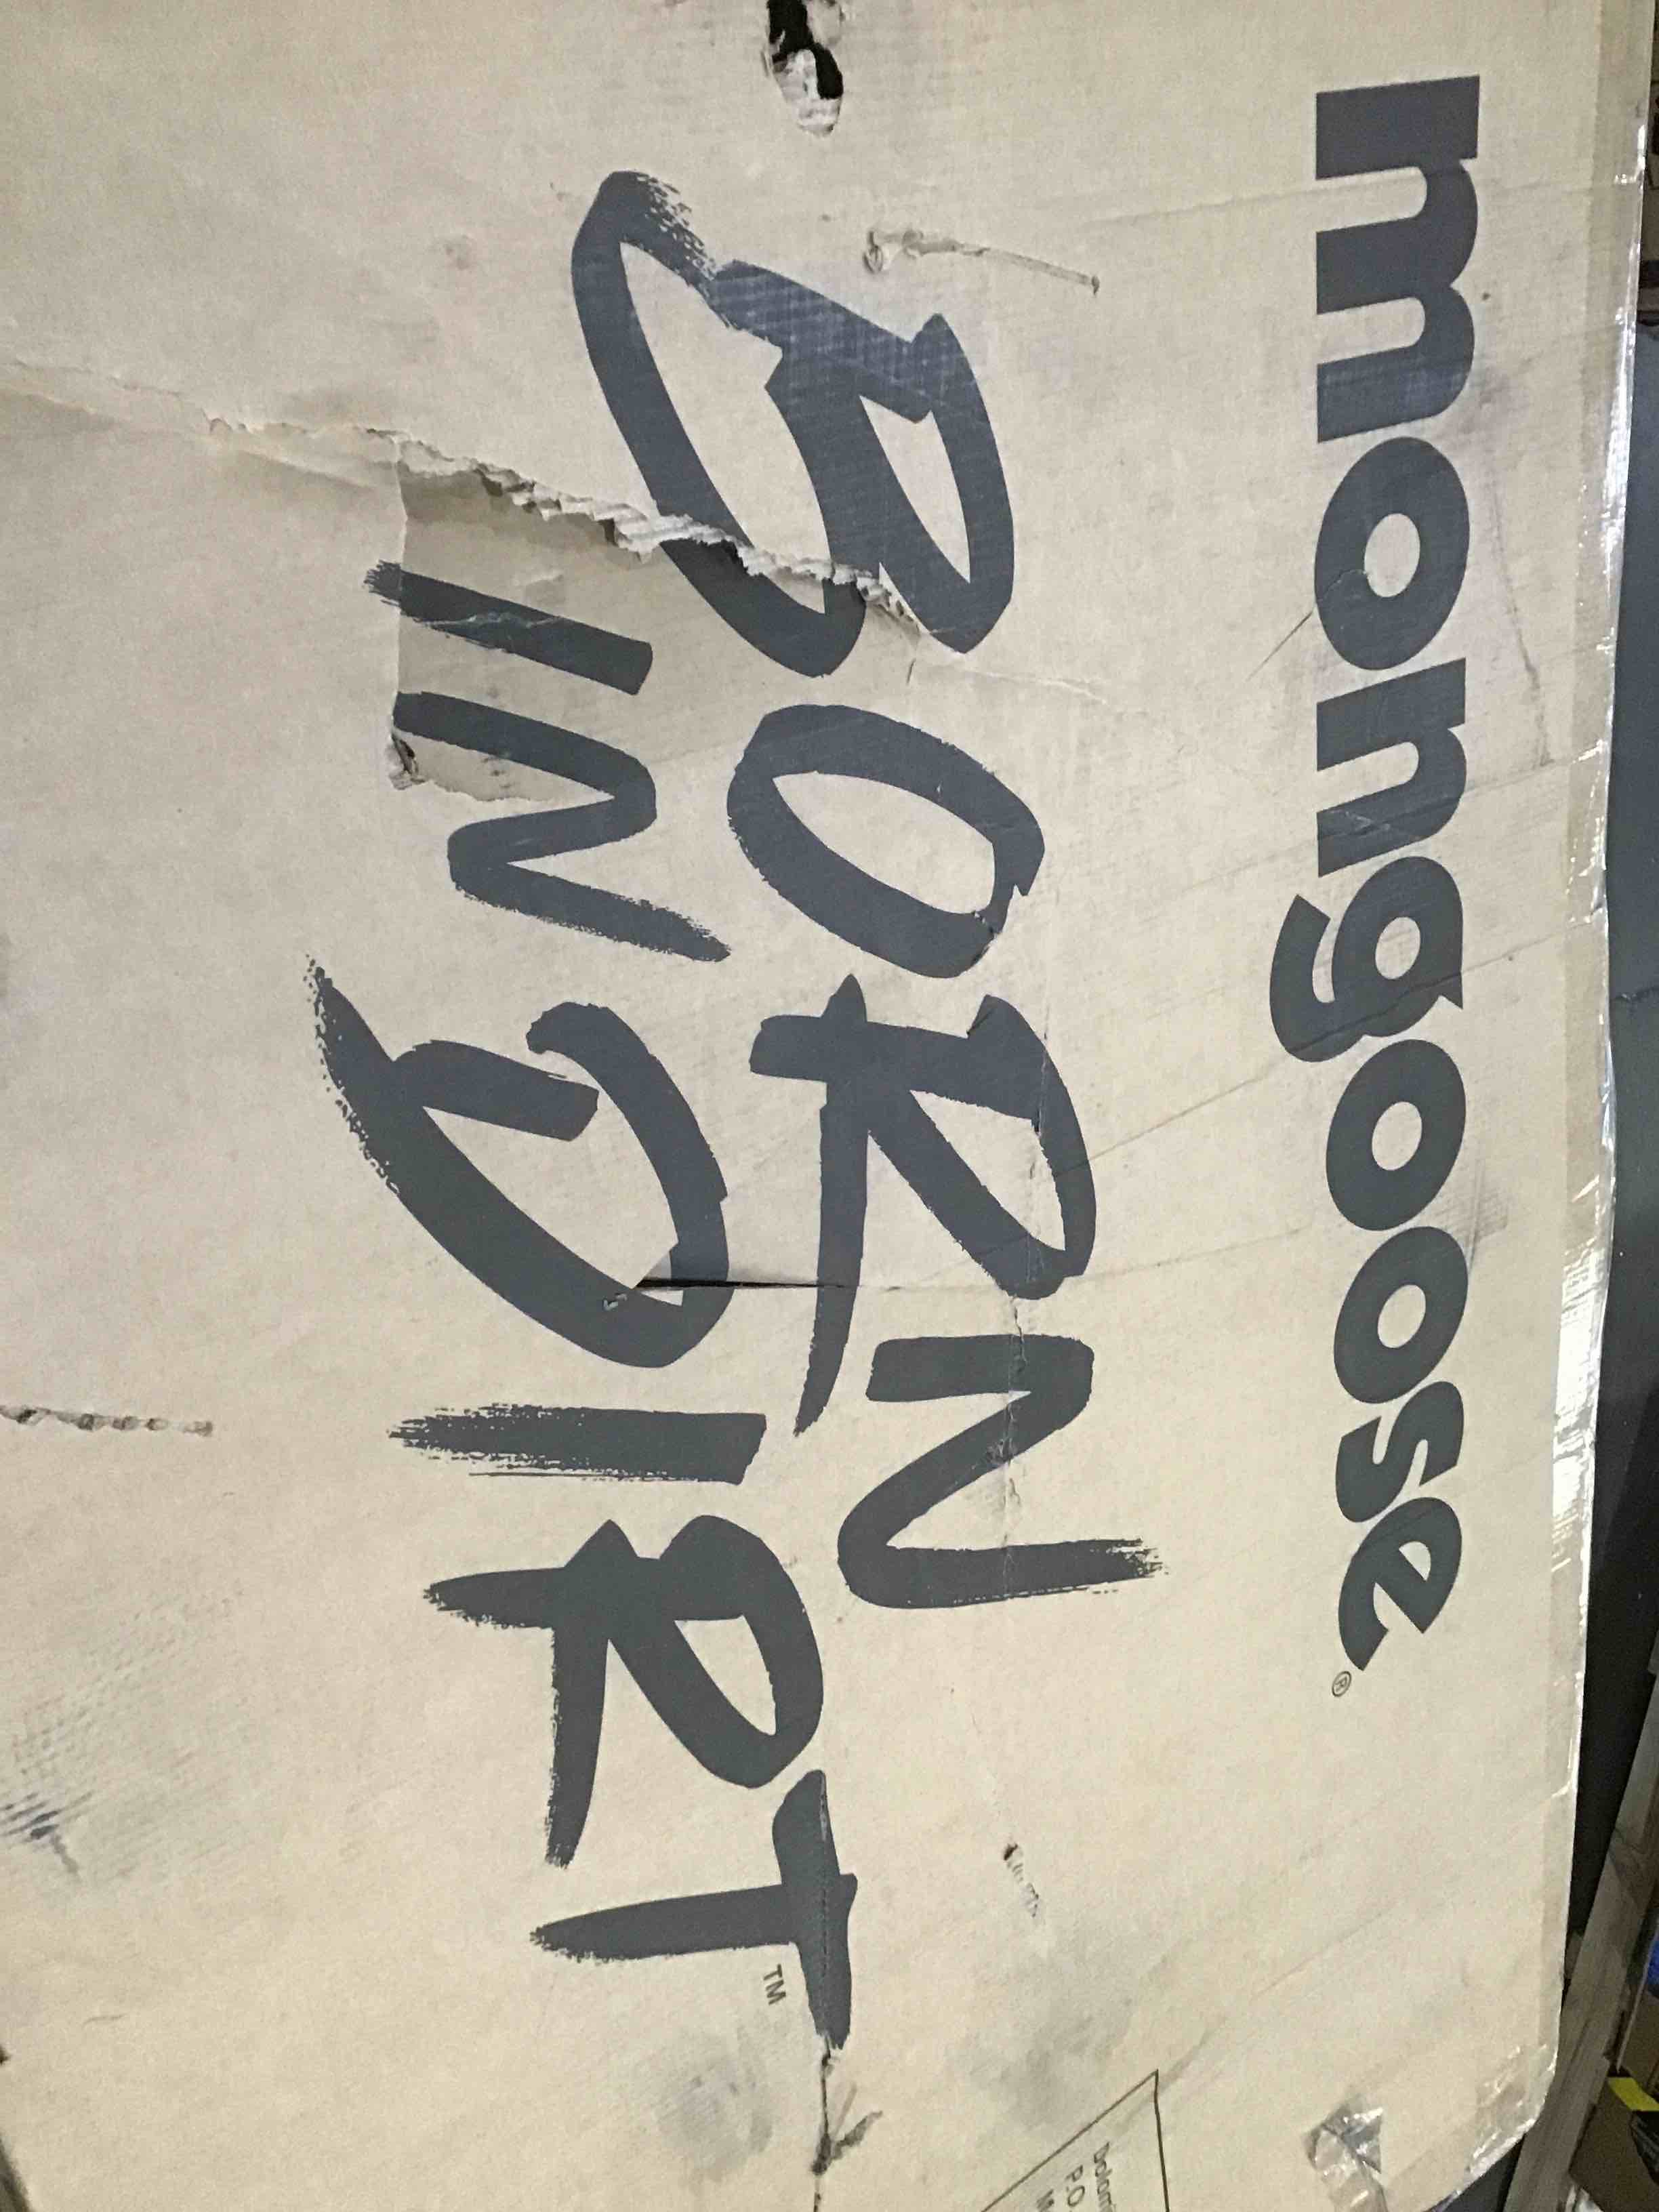 mongoose®
BORN
IN DIRT™
P.O.